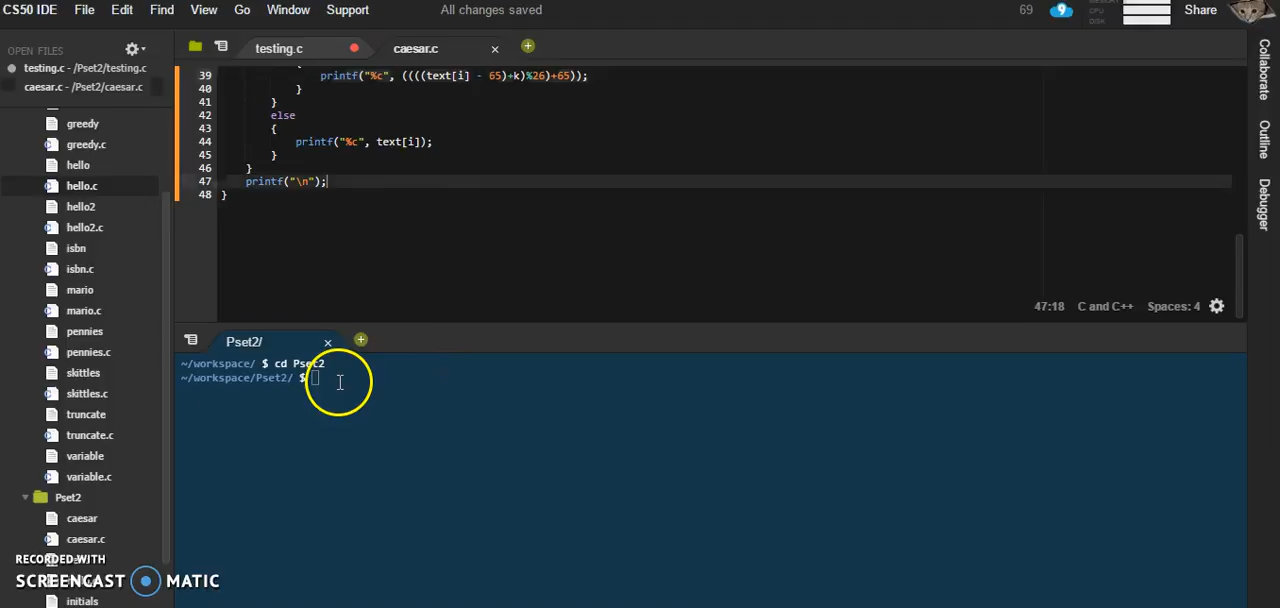 CS50 IDE File Edit Find View Go Window Support All changes saved 69 9 CPU DISK Share
OPEN FILES
testing.c - /Pset2/testing.c
caesar.c - /Pset2/caesar.c
greedy
greedy.c
hello
hello.c
hello2
hello2.c
isbn
isbn.c
mario
mario.c
pennies
pennies.c
skittles
skittles.c
truncate
truncate.c
variable
variable.c
Pset2
caesar
caesar.c
initials
RECORDED WITH
SCREENCAST MATIC
testing.c caesar.c
39 printf("%c", ((((text[i] - 65)+k)%26)+65));
40 }
41 }
42 else
43 {
44 printf("%c", text[i]);
45 }
46 }
47 printf("\n");
48 }
47:18 C and C++ Spaces: 4
Pset2/
~/workspace/ $ cd Pset2
~/workspace/Pset2/ $
Collaborate
Outline
Debugger